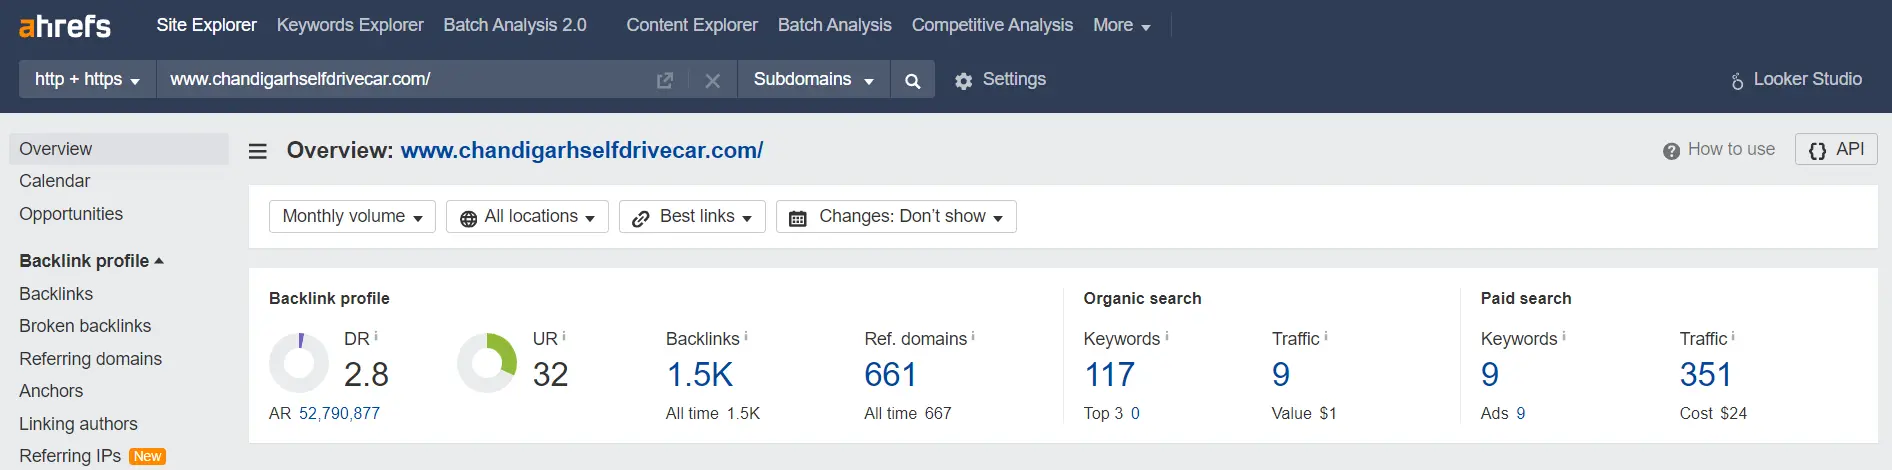 ahrefs Site Explorer Keywords Explorer Batch Analysis 2.0 Content Explorer Batch Analysis Competitive Analysis More
http + https www.chandigarhselfdrivecar.com/ Subdomains Settings Looker Studio
Overview
Calendar
Opportunities
Backlink profile
Backlinks
Broken backlinks
Referring domains
Anchors
Linking authors
Referring IPs New
Overview: www.chandigarhselfdrivecar.com/ How to use API
Monthly volume All locations Best links Changes: Don't show
Backlink profile
DR i UR i Backlinks i Ref. domains i
2.8 32 1.5K 661
AR 52,790,877 All time 1.5K All time 667
Organic search
Keywords i Traffic i
117 9
Top 3 0 Value $1
Paid search
Keywords i Traffic i
9 351
Ads 9 Cost $24